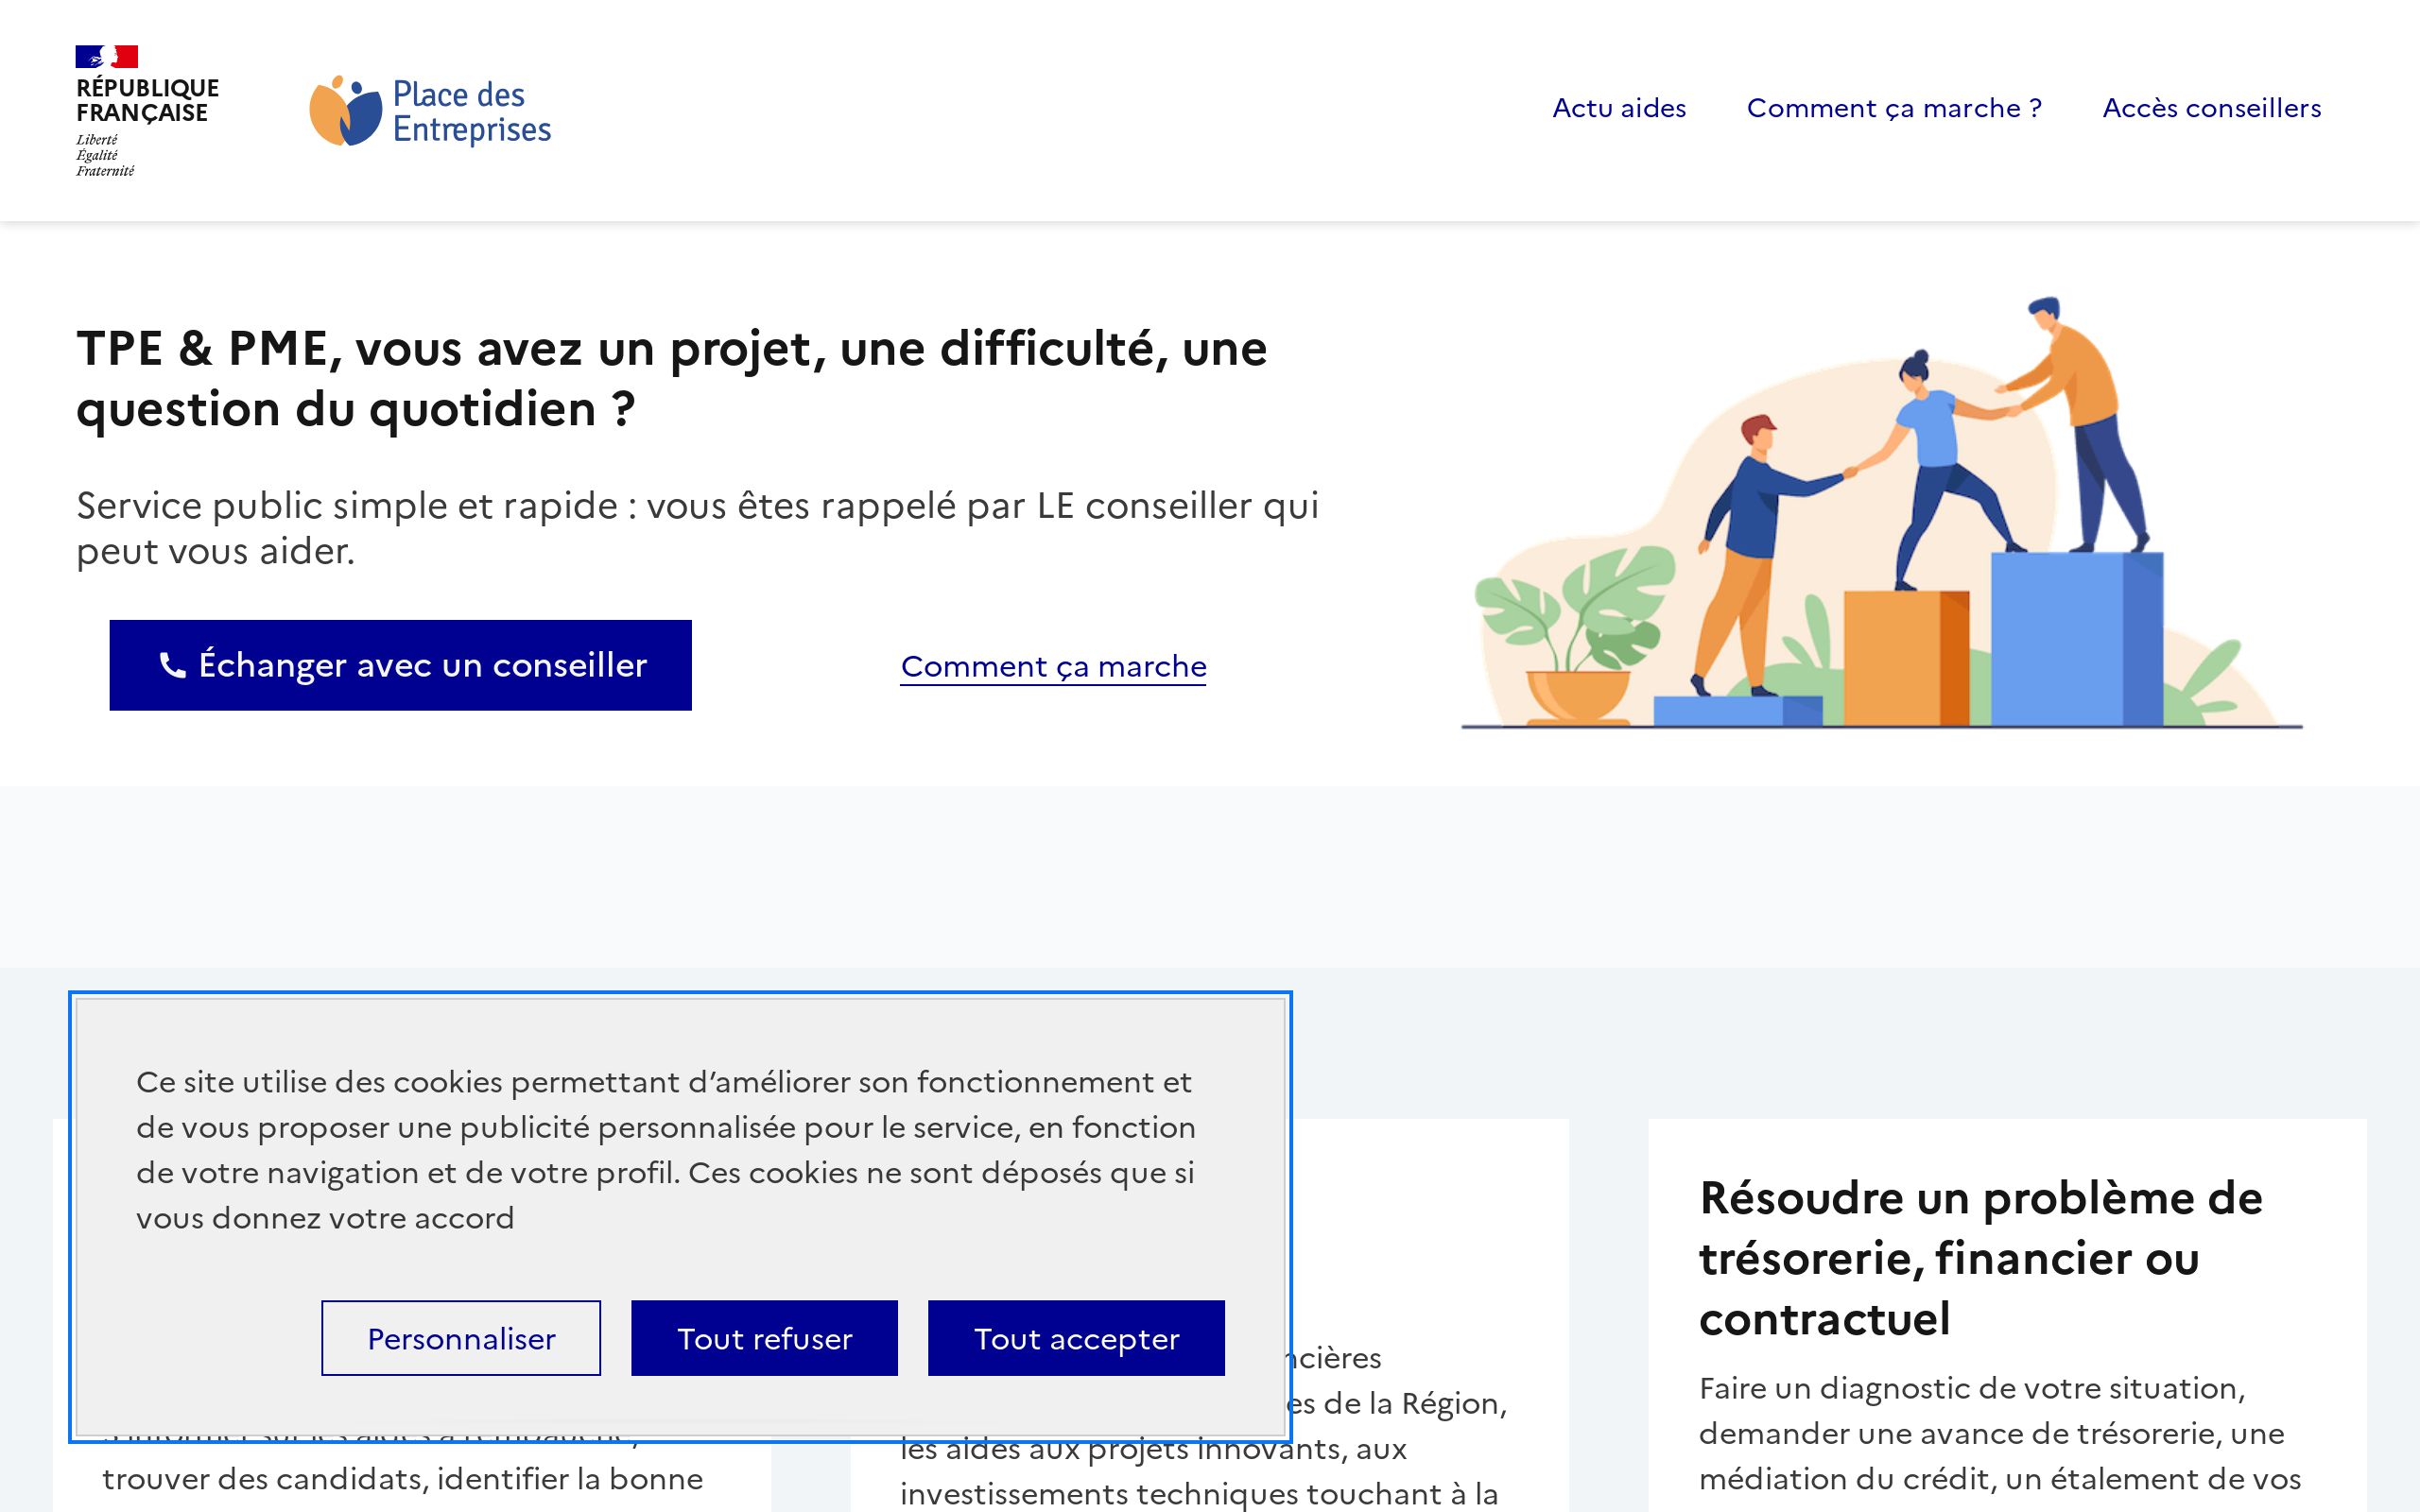 RÉPUBLIQUE
FRANÇAISE
Liberté
Égalité
Fraternité
Place des
Entreprises
Actu aides
Comment ça marche ?
Accès conseillers
TPE & PME, vous avez un projet, une difficulté, une
question du quotidien ?
Service public simple et rapide : vous êtes rappelé par LE conseiller qui
peut vous aider.
Échanger avec un conseiller
Comment ça marche
Ce site utilise des cookies permettant d’améliorer son fonctionnement et
de vous proposer une publicité personnalisée pour le service, en fonction
de votre navigation et de votre profil. Ces cookies ne sont déposés que si
vous donnez votre accord
Personnaliser
Tout refuser
Tout accepter
trouver des candidats, identifier la bonne
es de la Région,
les aides aux projets innovants, aux
investissements techniques touchant à la
Résoudre un problème de
trésorerie, financier ou
contractuel
Faire un diagnostic de votre situation,
demander une avance de trésorerie, une
médiation du crédit, un étalement de vos